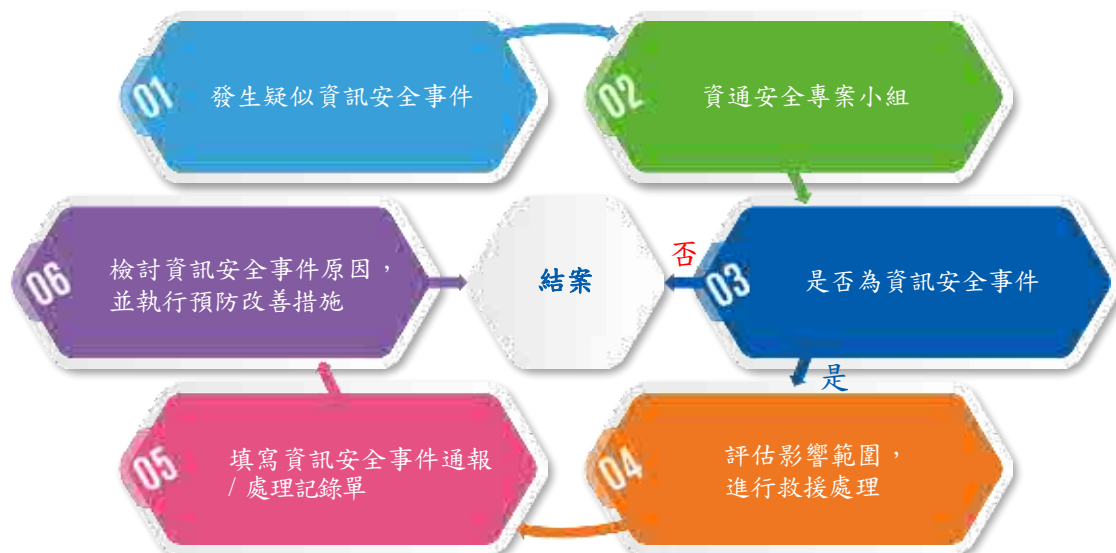 01
發生疑似資訊安全事件
02
資通安全專案小組
03
是否為資訊安全事件
否
結案
是
04
評估影響範圍，
進行救援處理
05
填寫資訊安全事件通報
/ 處理記錄單
06
檢討資訊安全事件原因，
並執行預防改善措施